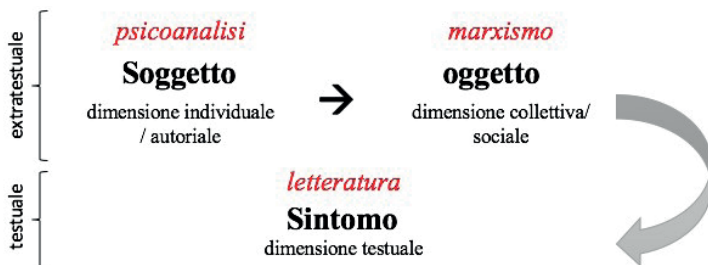 psicoanalisi
marxismo
Soggetto
oggetto
dimensione individuale
/ autoriale
dimensione collettiva/
sociale
extratestuale
letteratura
Sintomo
dimensione testuale
testuale